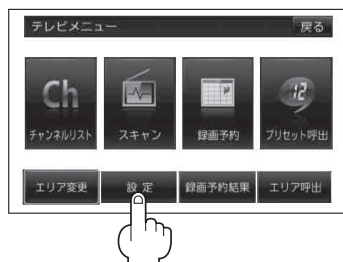 テレビメニュー 戻る
Ch
12
チャンネルリスト スキャン 録画予約 プリセット呼出
エリア変更 設定 録画予約結果 エリア呼出